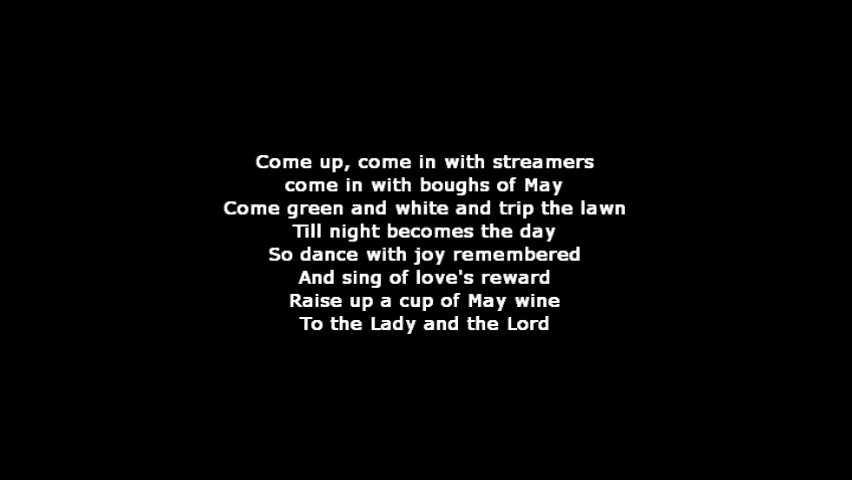 Come up, come in with streamers
come in with boughs of May
Come green and white and trip the lawn
Till night becomes the day
So dance with joy remembered
And sing of love's reward
Raise up a cup of May wine
To the Lady and the Lord